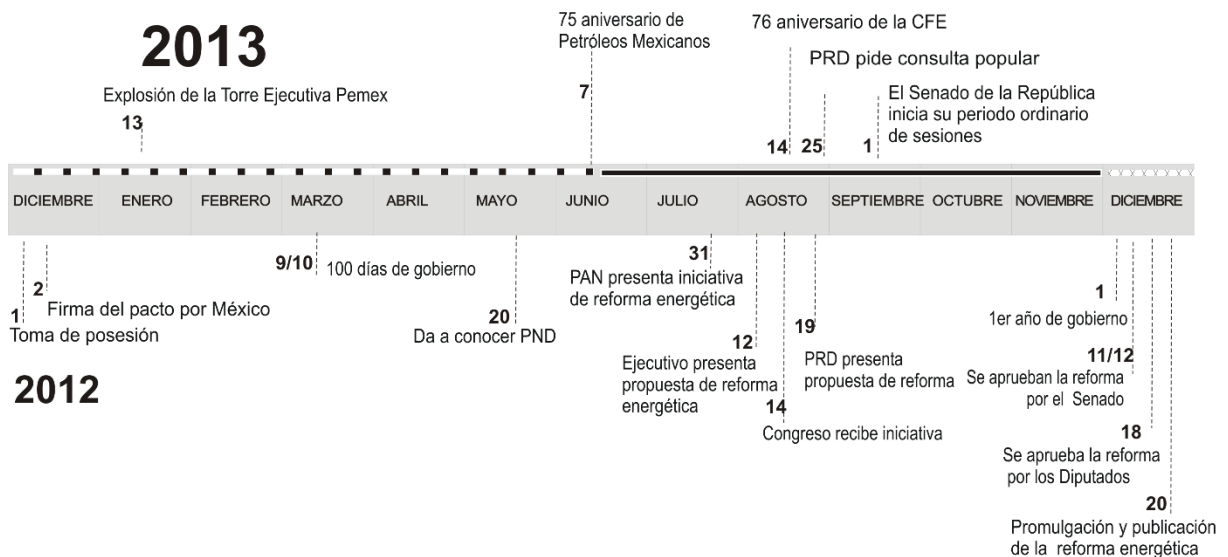 2013
Explosión de la Torre Ejecutiva Pemex
13
75 aniversario de
Petróleos Mexicanos
7
76 aniversario de la CFE
14
PRD pide consulta popular
25
El Senado de la República
inicia su periodo ordinario
de sesiones
1
DICIEMBRE ENERO FEBRERO MARZO ABRIL MAYO JUNIO JULIO AGOSTO SEPTIEMBRE OCTUBRE NOVIEMBRE DICIEMBRE
1
Toma de posesión
2
Firma del pacto por México
2012
9/10
100 días de gobierno
20
Da a conocer PND
31
PAN presenta iniciativa
de reforma energética
12
Ejecutivo presenta
propuesta de reforma
energética
14
Congreso recibe iniciativa
19
PRD presenta
propuesta de reforma
1
1er año de gobierno
11/12
Se aprueban la reforma
por el Senado
18
Se aprueba la reforma
por los Diputados
20
Promulgación y publicación
de la reforma energética